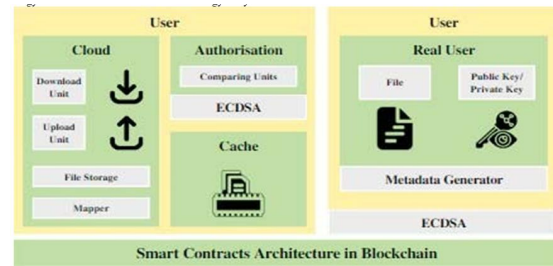 User
Cloud
Download
Unit
Upload
Unit
File Storage
Mapper
Authorisation
Comparing Units
ECDSA
Cache
User
Real User
File
Public Key/
Private Key
Metadata Generator
ECDSA
Smart Contracts Architecture in Blockchain